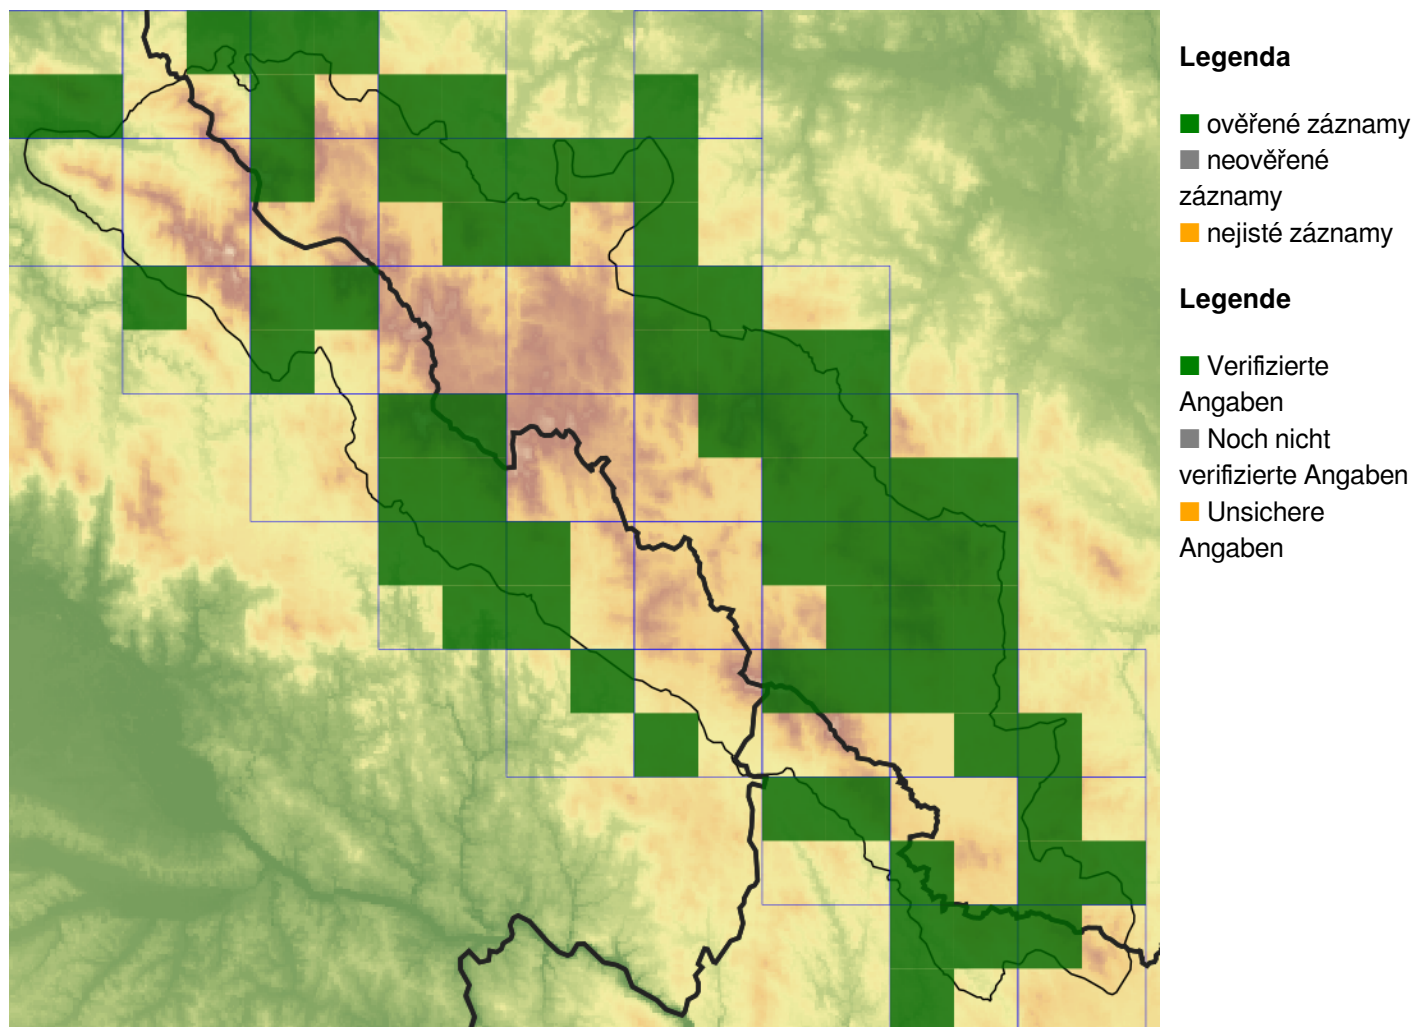 Legenda
ověřené záznamy
neověřené
záznamy
nejisté záznamy
Legende
Verifizierte
Angaben
Noch nicht
verifizierte Angaben
Unsichere
Angaben